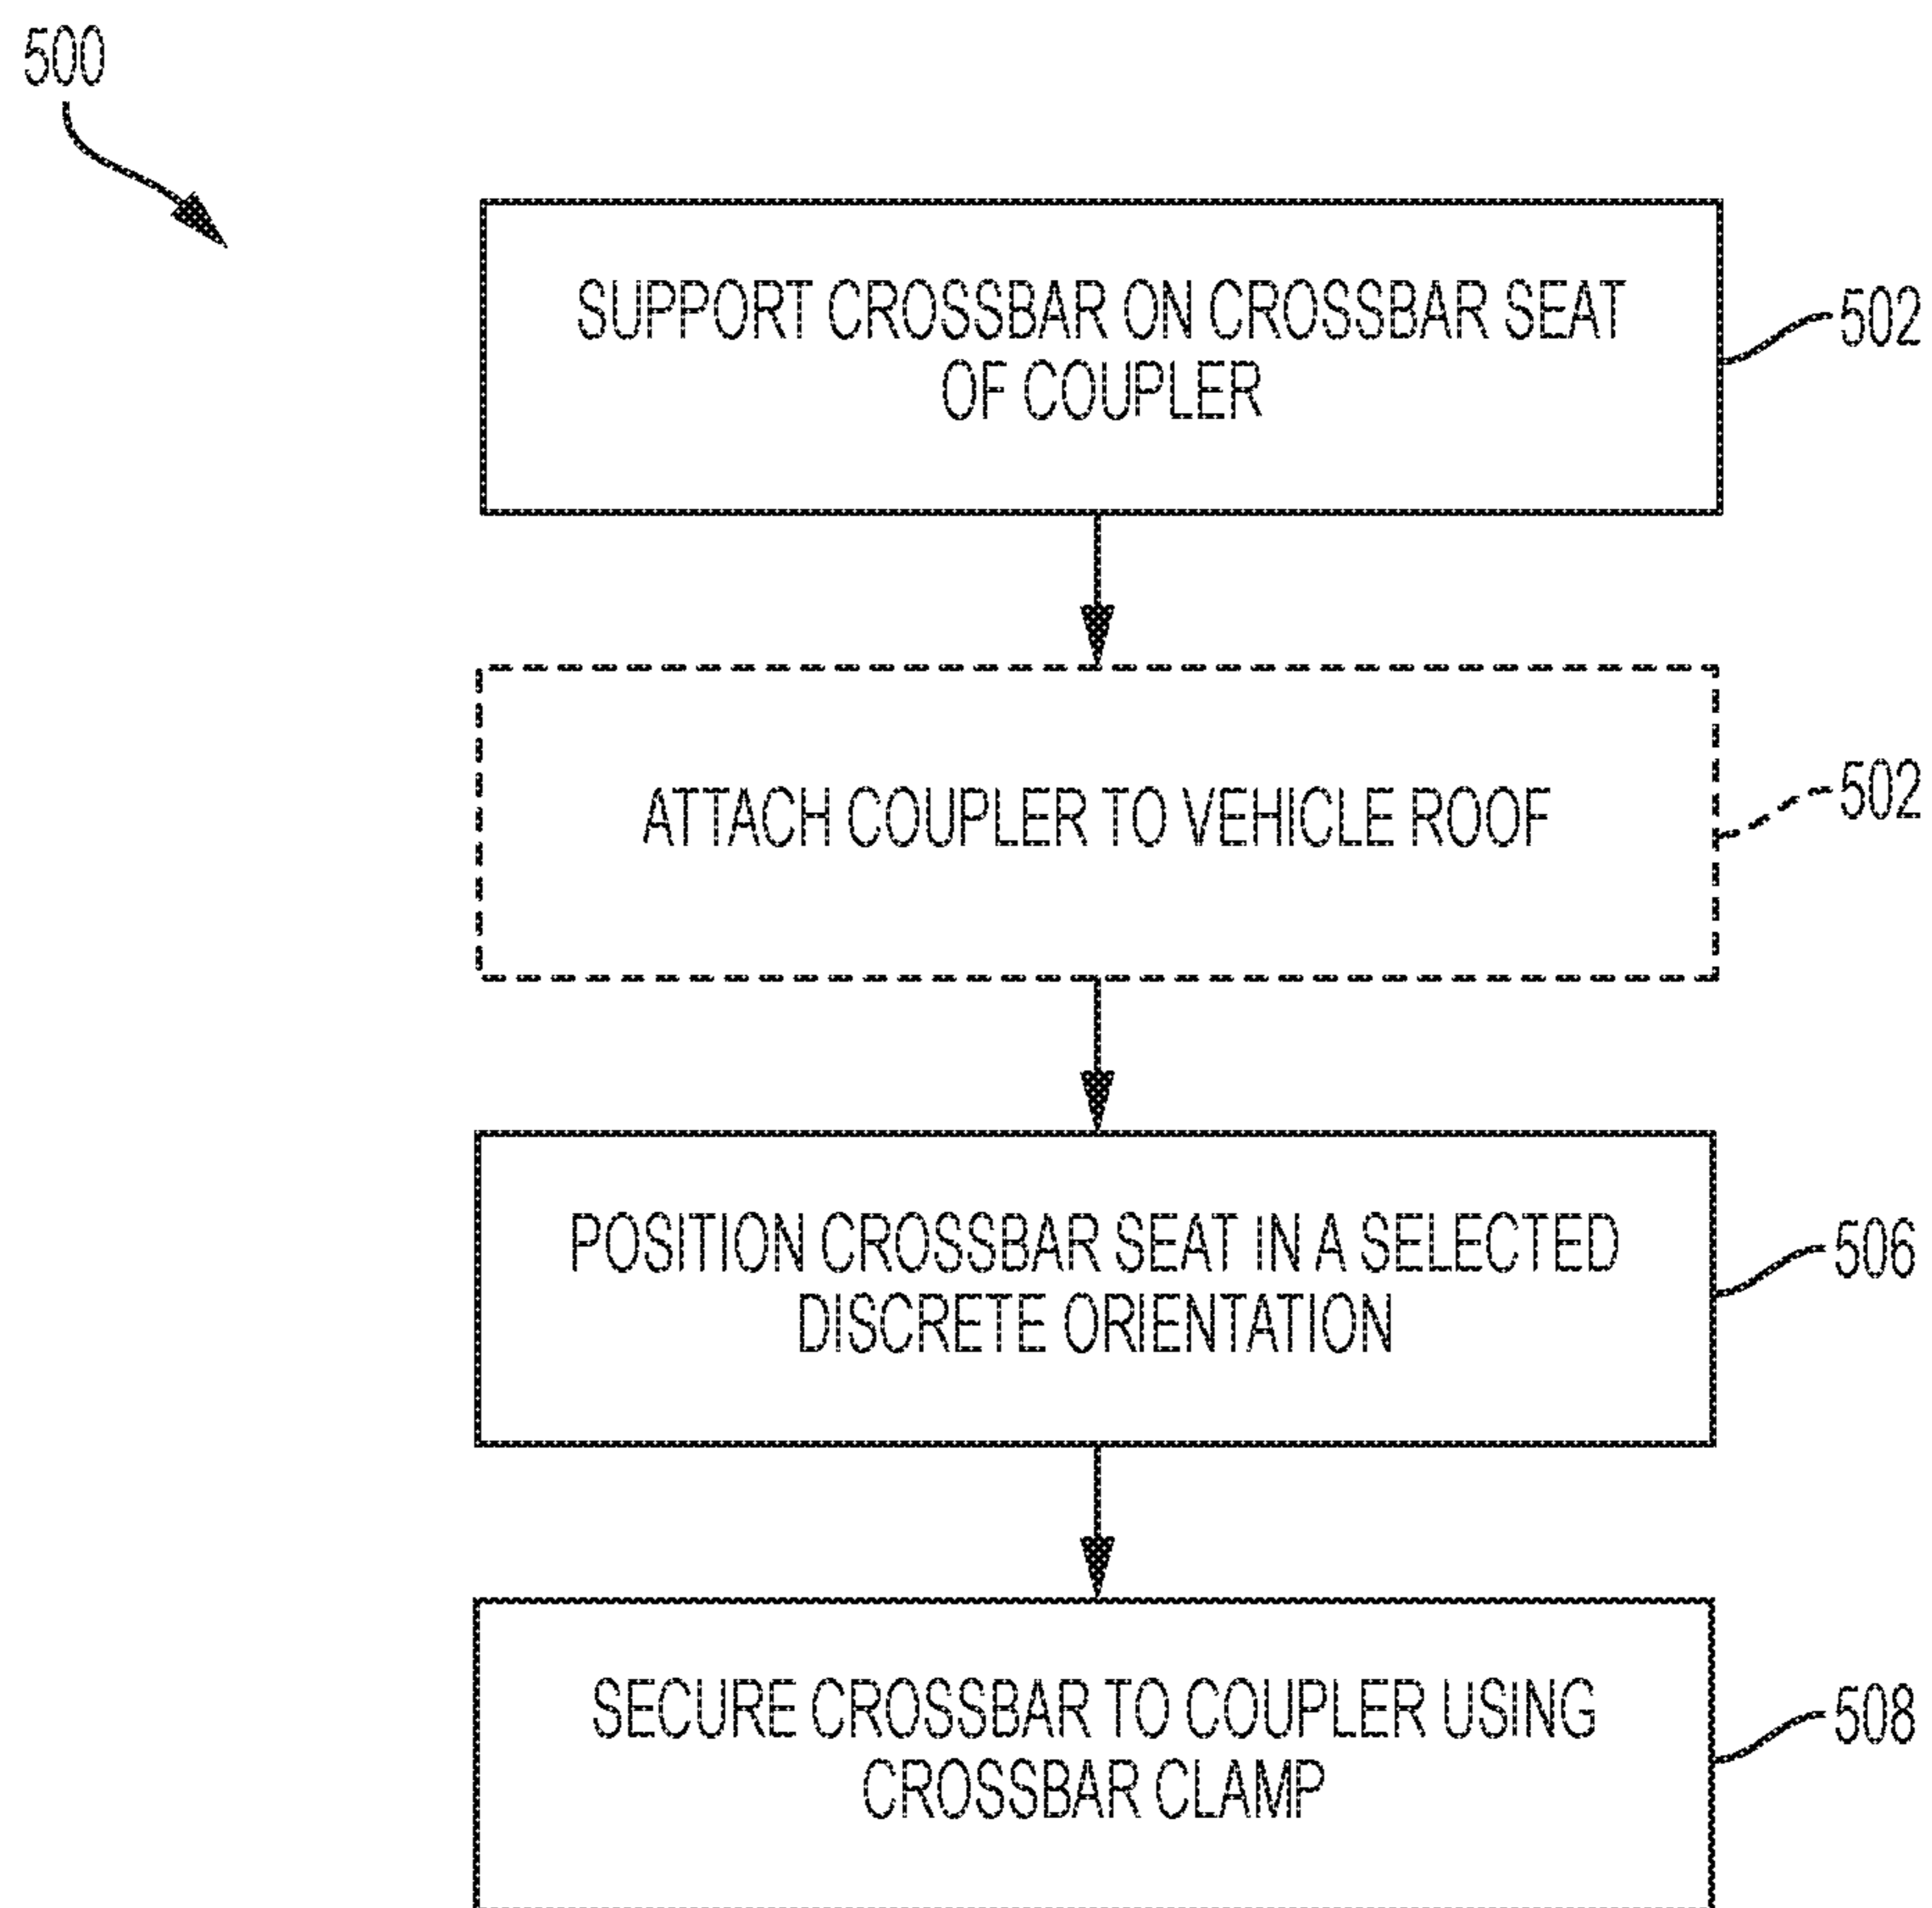 500
SUPPORT CROSSBAR ON CROSSBAR SEAT
OF COUPLER
502
ATTACH COUPLER TO VEHICLE ROOF
502
POSITION CROSSBAR SEAT IN A SELECTED
DISCRETE ORIENTATION
506
SECURE CROSSBAR TO COUPLER USING
CROSSBAR CLAMP
508